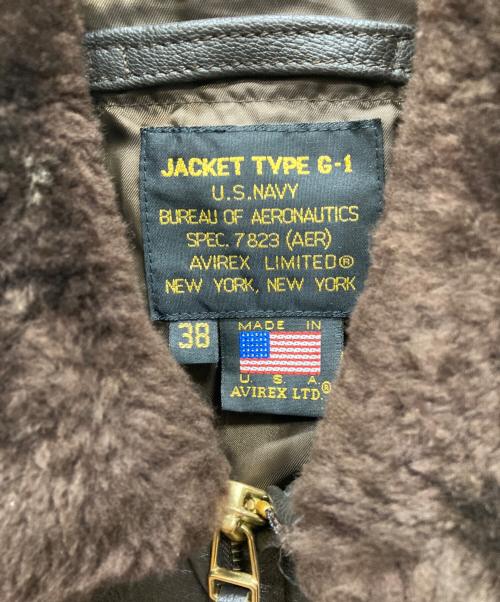 JACKET TYPE G-1
U.S.NAVY
BUREAU OF AERONAUTICS
SPEC. 7823 (AER)
AVIREX LIMITED®
NEW YORK, NEW YORK
38
MADE IN
U. S. A.
AVIREX LTD.®